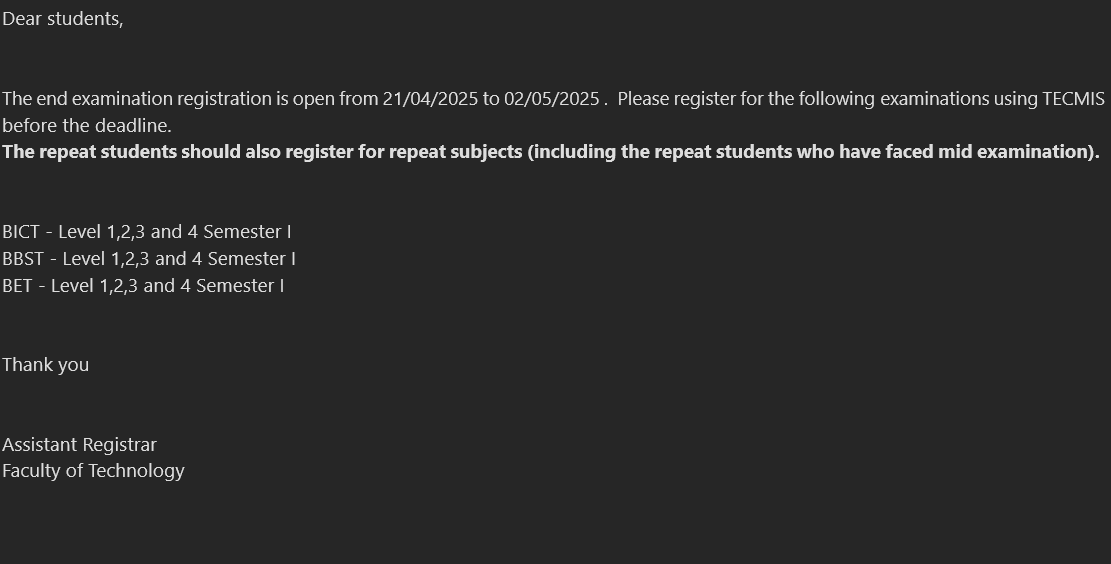 Dear students,
The end examination registration is open from 21/04/2025 to 02/05/2025 .  Please register for the following examinations using TECMIS
before the deadline.
The repeat students should also register for repeat subjects (including the repeat students who have faced mid examination).
BICT - Level 1,2,3 and 4 Semester I
BBST - Level 1,2,3 and 4 Semester I
BET - Level 1,2,3 and 4 Semester I
Thank you
Assistant Registrar
Faculty of Technology